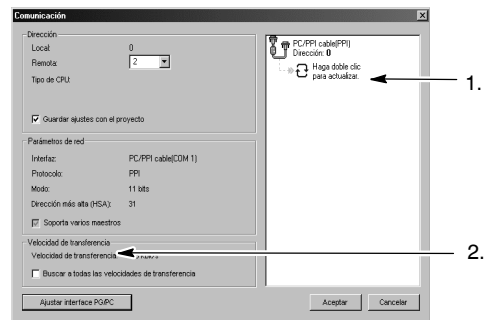 Comunicación
Dirección
Local: 0
Remota: 2
Tipo de CPU:
Guardar ajustes con el proyecto
Parámetros de red
Interfaz: PC/PPI cable(COM 1)
Protocolo: PPI
Modo: 11 bits
Dirección más alta (HSA): 31
Soporta varios maestros
Velocidad de transferencia
Velocidad de transferencia
Buscar a todas las velocidades de transferencia
Ajustar interface PG/PC
PC/PPI cable(PPI)
Dirección: 0
Haga doble clic
para actualizar.
1.
2.
Aceptar
Cancelar